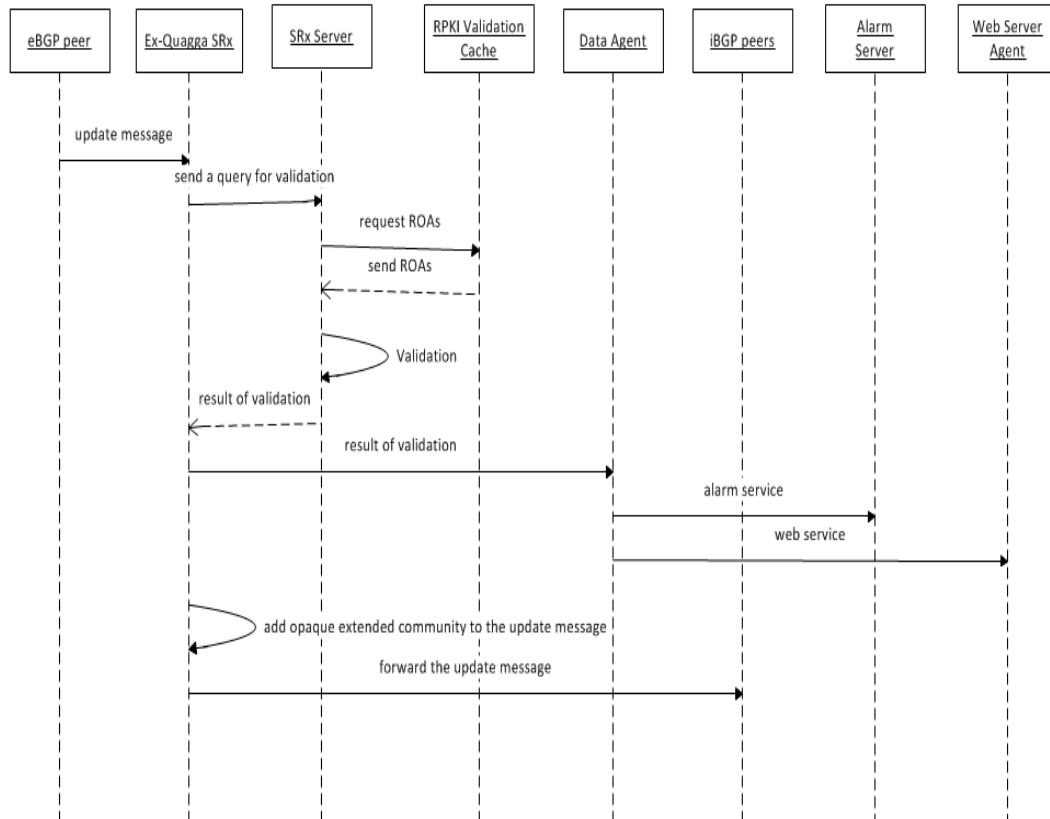 eBGP peer
Ex-Quagga SRx
SRx Server
RPKI Validation
Cache
Data Agent
iBGP peers
Alarm
Server
Web Server
Agent
update message
send a query for validation
request ROAs
send ROAs
Validation
result of validation
result of validation
alarm service
web service
add opaque extended community to the update message
forward the update message